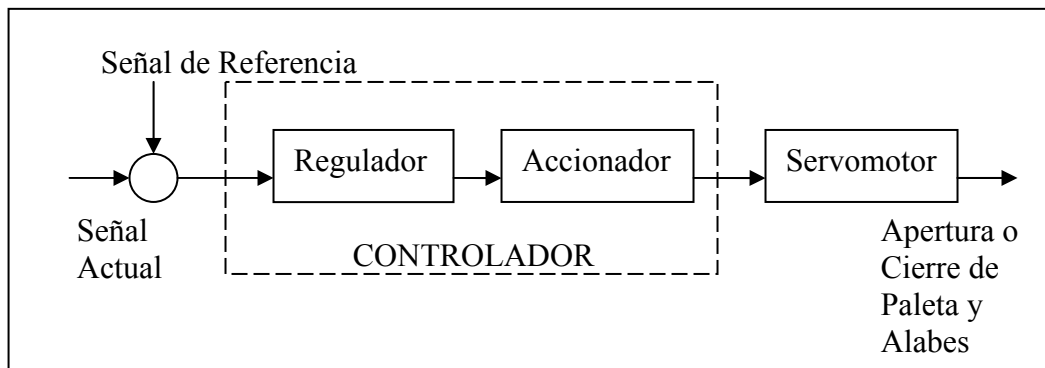 Señal de Referencia
Regulador
Accionador
Servomotor
Señal
Actual
CONTROLADOR
Apertura o
Cierre de
Paleta y
Alabes